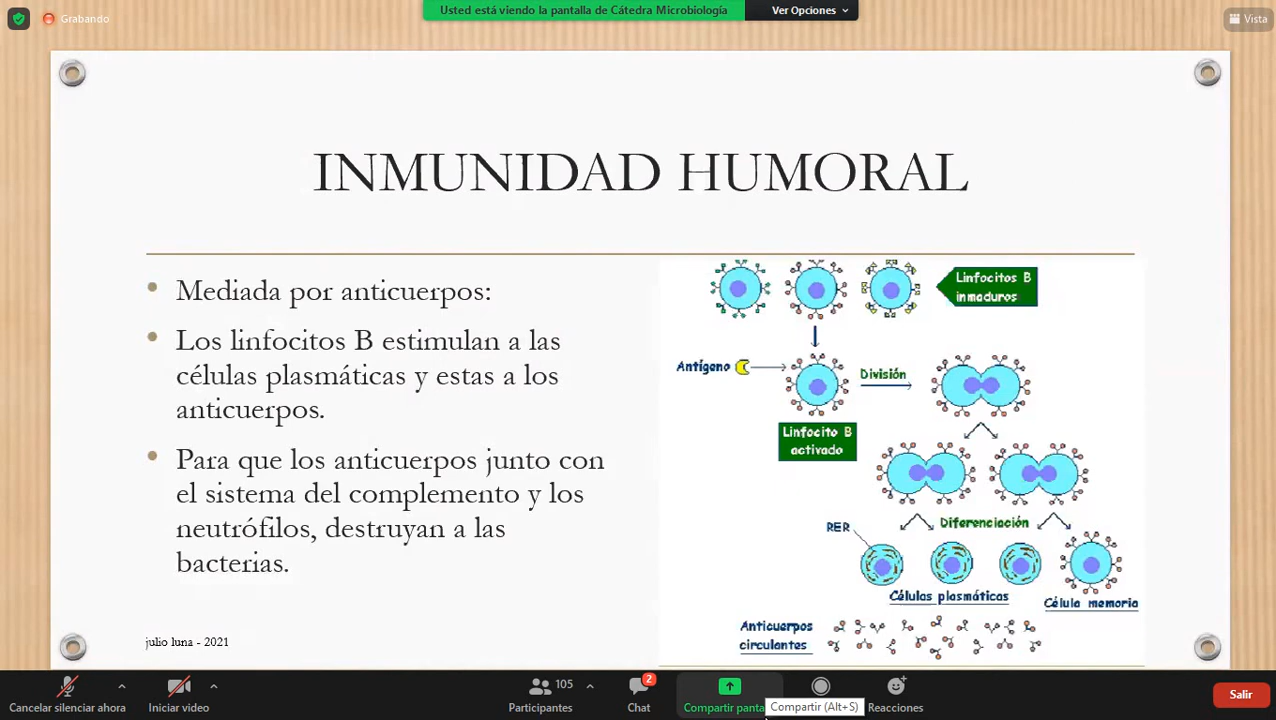 Grabando
Usted está viendo la pantalla de Cátedra Microbiología
Ver Opciones
Vista
INMUNIDAD HUMORAL
• Mediada por anticuerpos:
• Los linfocitos B estimulan a las
células plasmáticas y estas a los
anticuerpos.
• Para que los anticuerpos junto con
el sistema del complemento y los
neutrófilos, destruyan a las
bacterias.
Linfocitos B
inmaduros
Antígeno
División
Linfocito B
activado
RER
Diferenciación
Células plasmáticas
Célula memoria
Anticuerpos
circulantes
julio luna - 2021
Cancelar silenciar ahora
Iniciar video
105
Participantes
2
Chat
Compartir panta
Compartir (Alt+S)
Reacciones
Salir